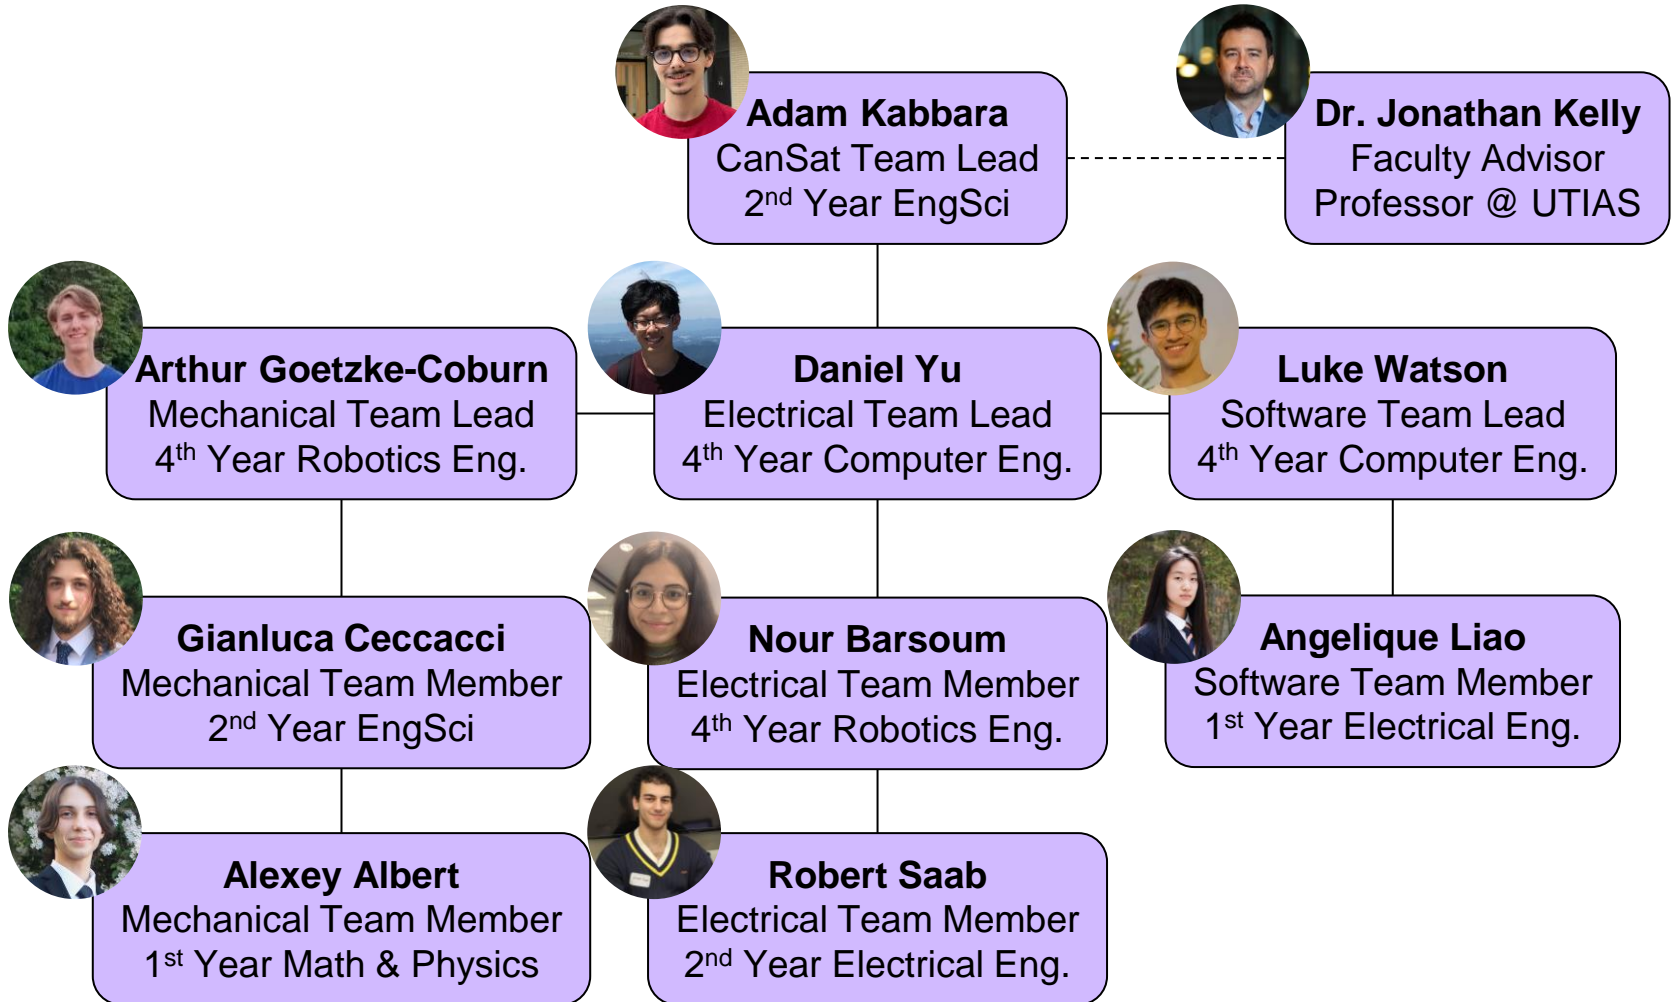 Adam Kabbara
CanSat Team Lead
2nd Year EngSci
Dr. Jonathan Kelly
Faculty Advisor
Professor @ UTIAS
Arthur Goetzke-Coburn
Mechanical Team Lead
4th Year Robotics Eng.
Daniel Yu
Electrical Team Lead
4th Year Computer Eng.
Luke Watson
Software Team Lead
4th Year Computer Eng.
Gianluca Ceccacci
Mechanical Team Member
2nd Year EngSci
Nour Barsoum
Electrical Team Member
4th Year Robotics Eng.
Angelique Liao
Software Team Member
1st Year Electrical Eng.
Alexey Albert
Mechanical Team Member
1st Year Math & Physics
Robert Saab
Electrical Team Member
2nd Year Electrical Eng.